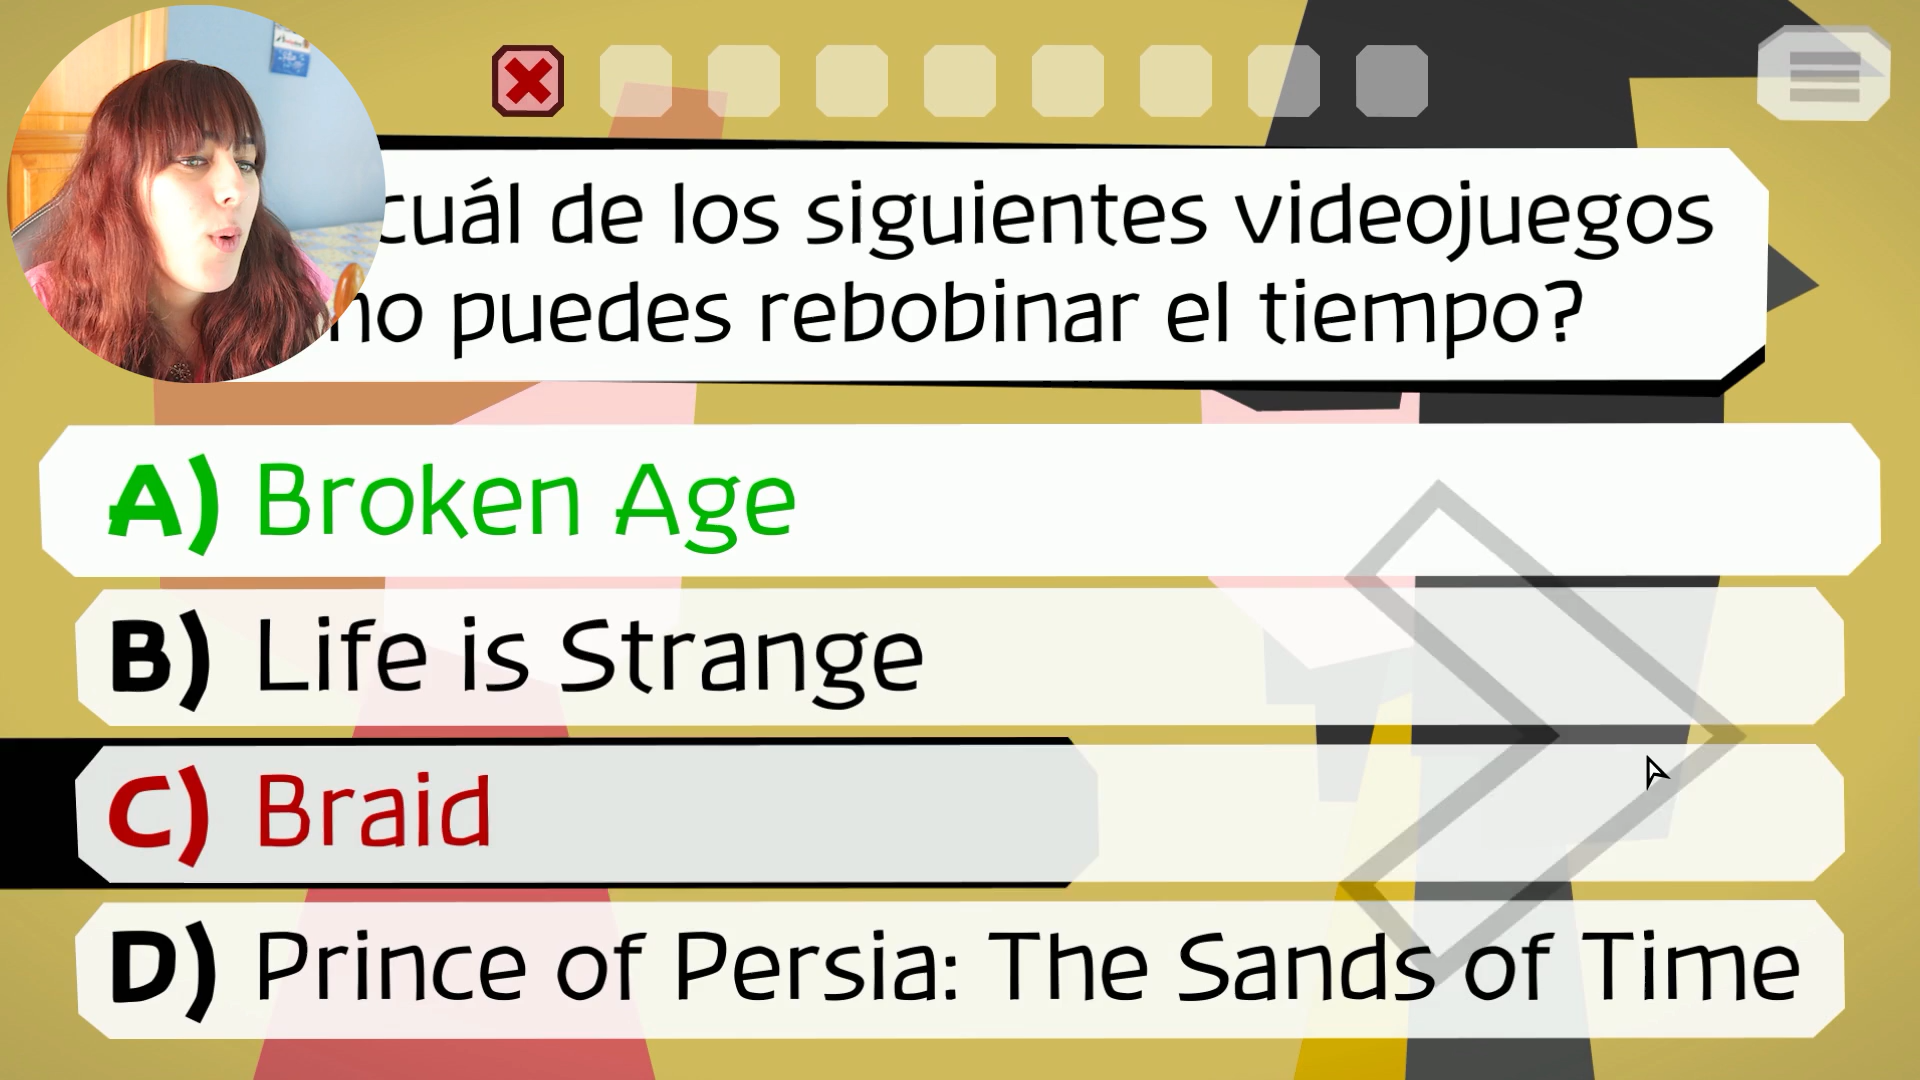 cuál de los siguientes videojuegos
no puedes rebobinar el tiempo?
A) Broken Age
B) Life is Strange
C) Braid
D) Prince of Persia: The Sands of Time